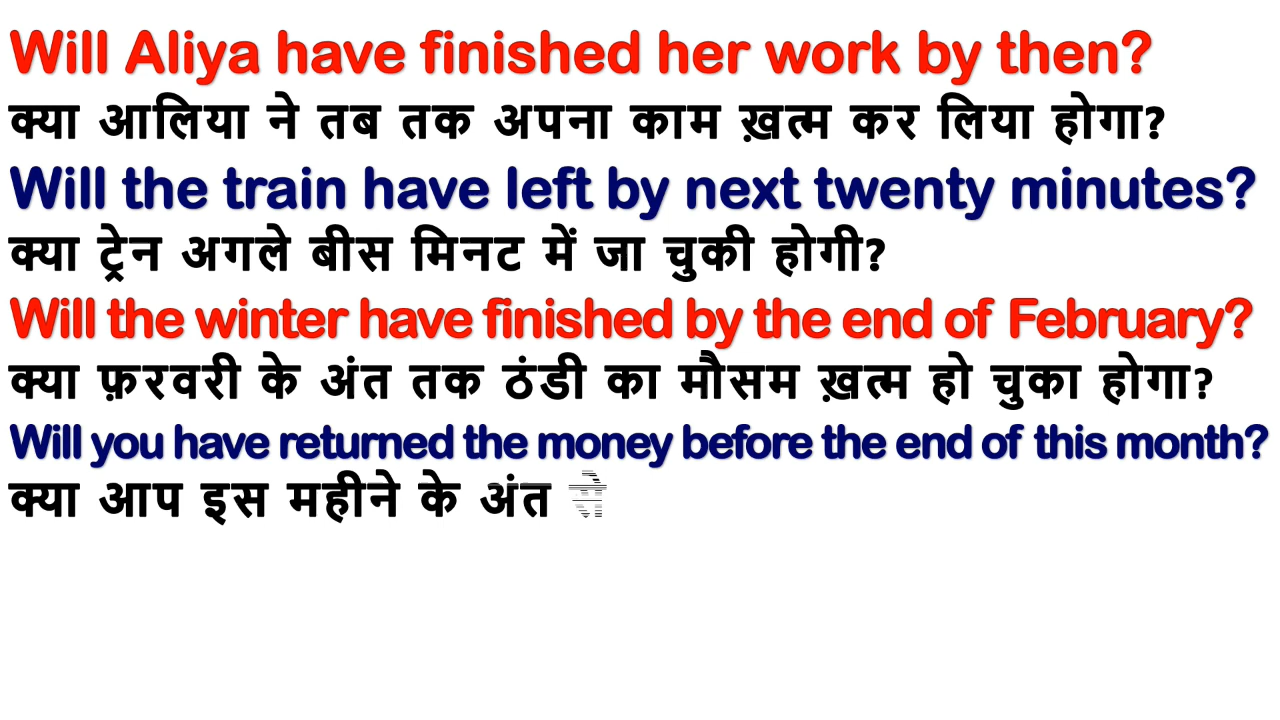 Will Aliya have finished her work by then?
क्या आलिया ने तब तक अपना काम ख़त्म कर लिया होगा?
Will the train have left by next twenty minutes?
क्या ट्रेन अगले बीस मिनट में जा चुकी होगी?
Will the winter have finished by the end of February?
क्या फ़रवरी के अंत तक ठंडी का मौसम ख़त्म हो चुका होगा?
Will you have returned the money before the end of this month?
क्या आप इस महीने के अंत